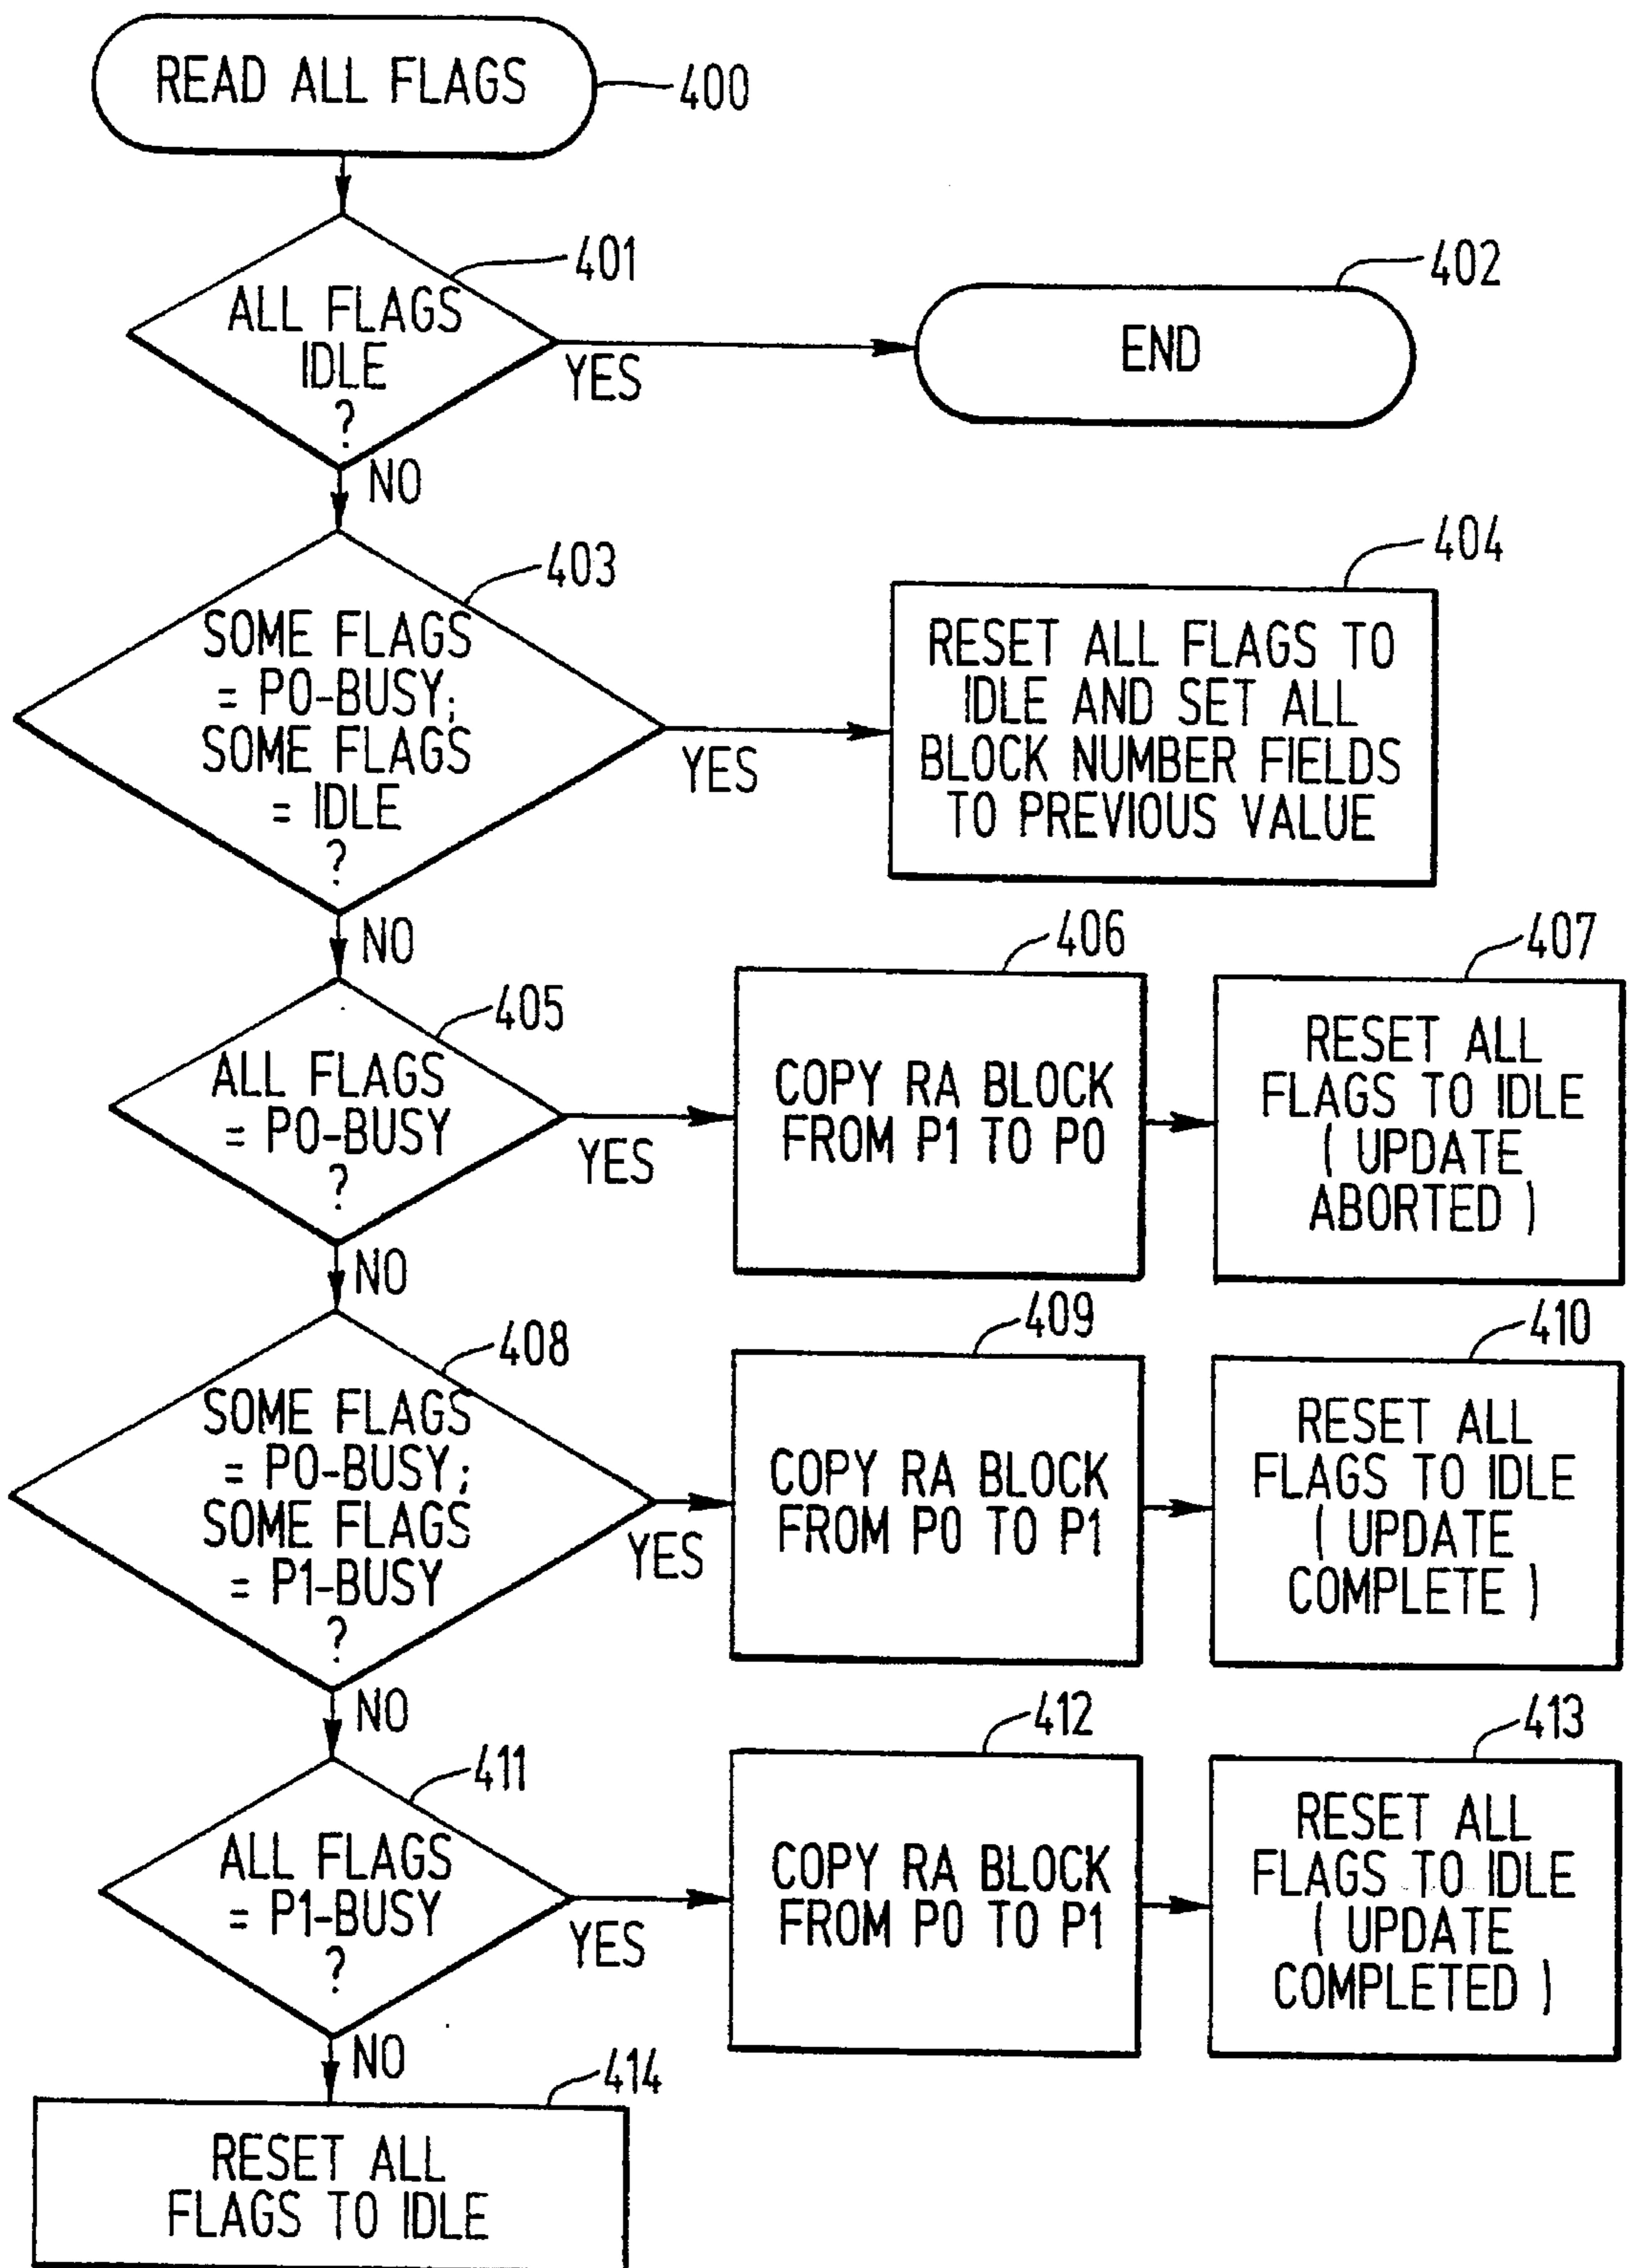 READ ALL FLAGS
400
401
ALL FLAGS
IDLE
?
YES
NO
402
END
403
SOME FLAGS
= P0-BUSY;
SOME FLAGS
= IDLE
?
YES
NO
404
RESET ALL FLAGS TO
IDLE AND SET ALL
BLOCK NUMBER FIELDS
TO PREVIOUS VALUE
405
ALL FLAGS
= P0-BUSY
?
YES
NO
406
COPY RA BLOCK
FROM P1 TO P0
407
RESET ALL
FLAGS TO IDLE
( UPDATE
ABORTED )
408
SOME FLAGS
= P0-BUSY;
SOME FLAGS
= P1-BUSY
?
YES
NO
409
COPY RA BLOCK
FROM P0 TO P1
410
RESET ALL
FLAGS TO IDLE
( UPDATE
COMPLETE )
411
ALL FLAGS
= P1-BUSY
?
YES
NO
412
COPY RA BLOCK
FROM P0 TO P1
413
RESET ALL
FLAGS TO IDLE
( UPDATE
COMPLETED )
414
RESET ALL
FLAGS TO IDLE